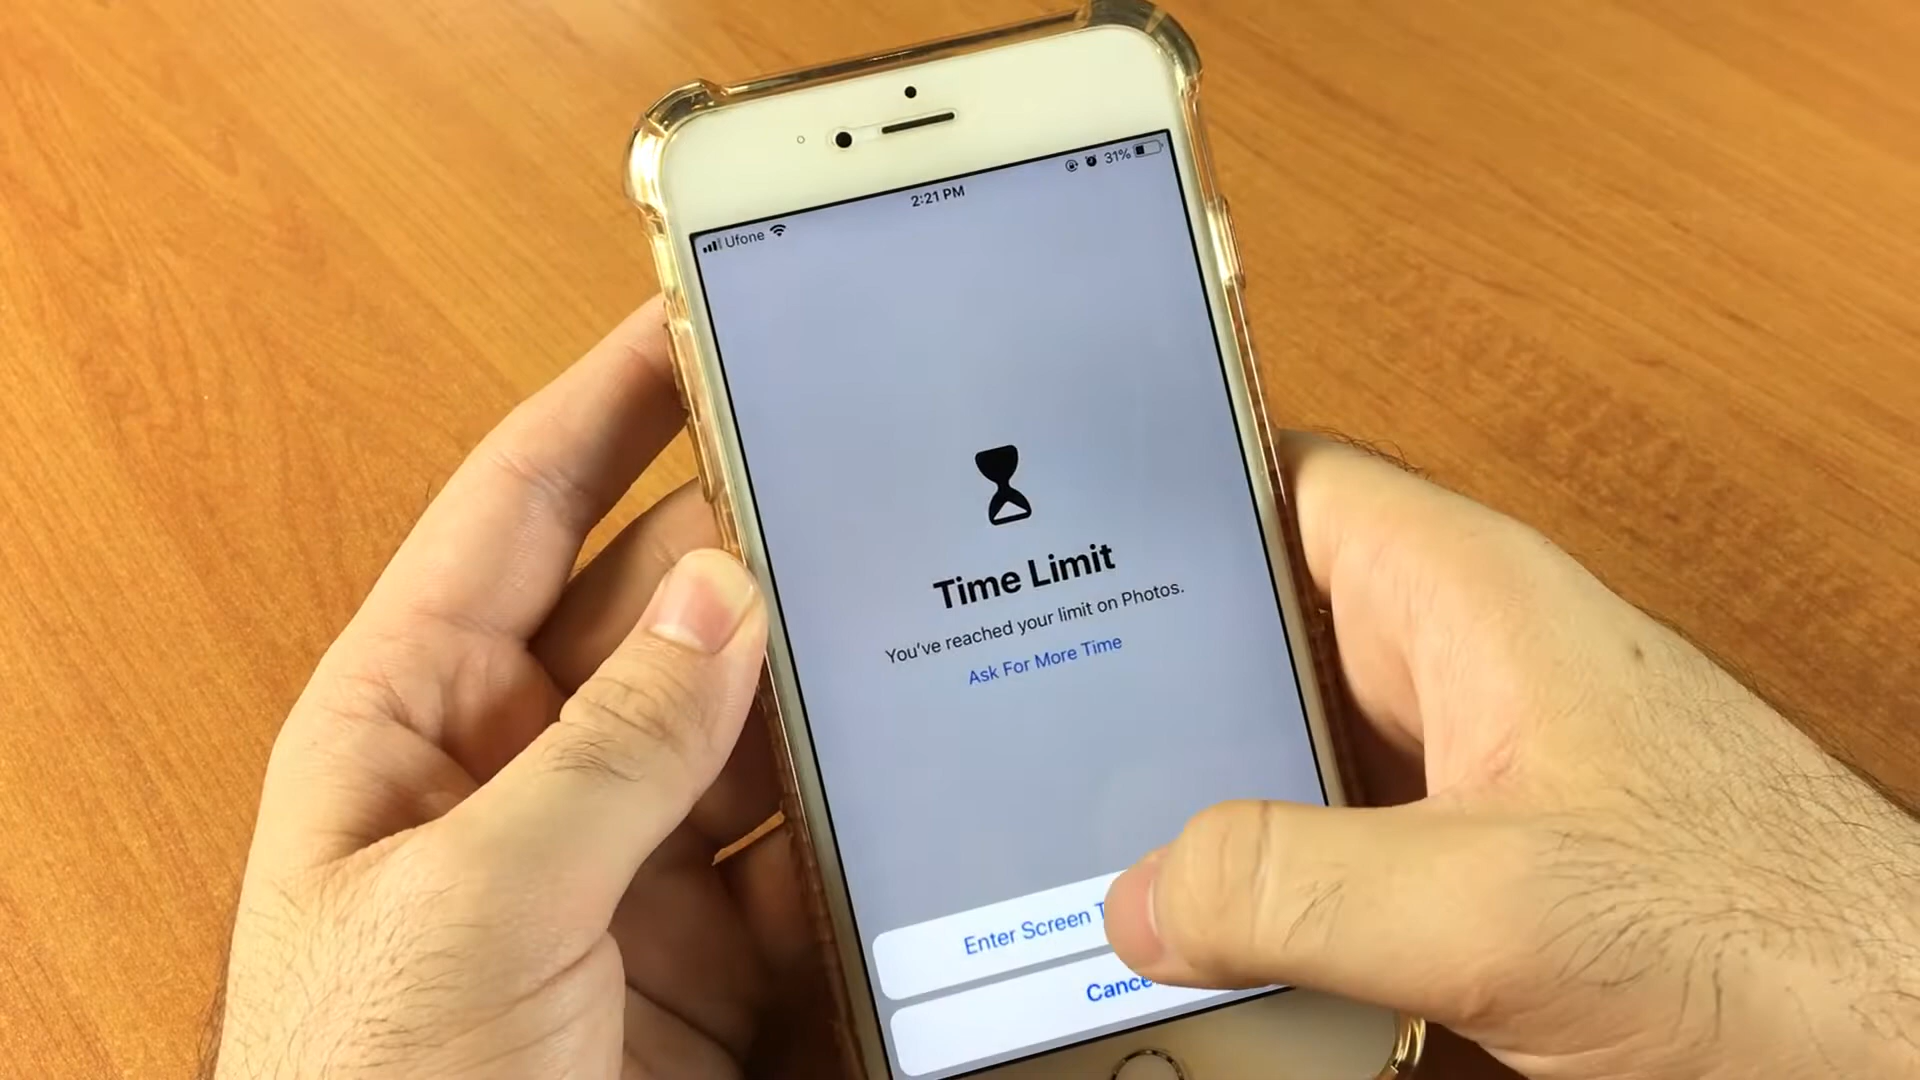 2:21 PM
31%
Ufone
Time Limit
You've reached your limit on Photos.
Ask For More Time
Enter Screen
Cance